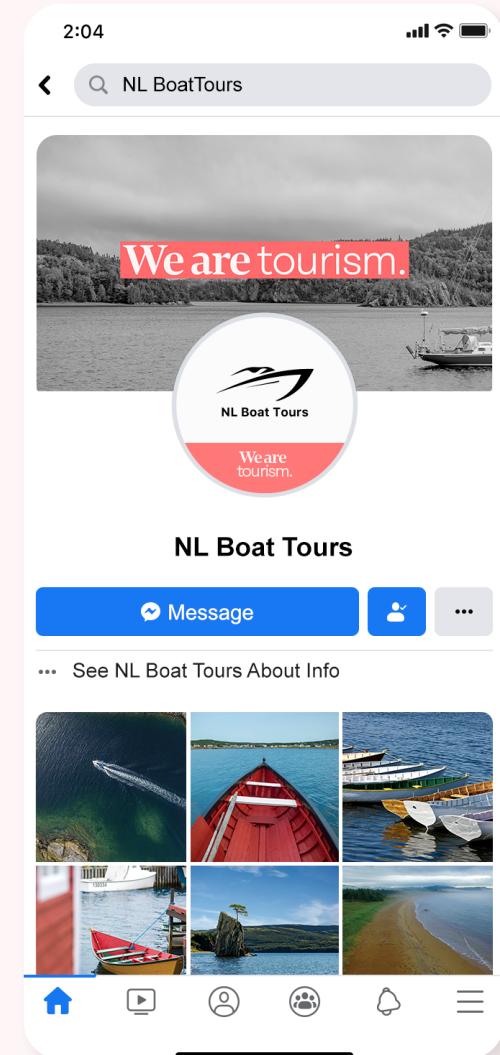 2:04
NL BoatTours
We are tourism.
NL Boat Tours
We are
tourism.
NL Boat Tours
Message
See NL Boat Tours About Info